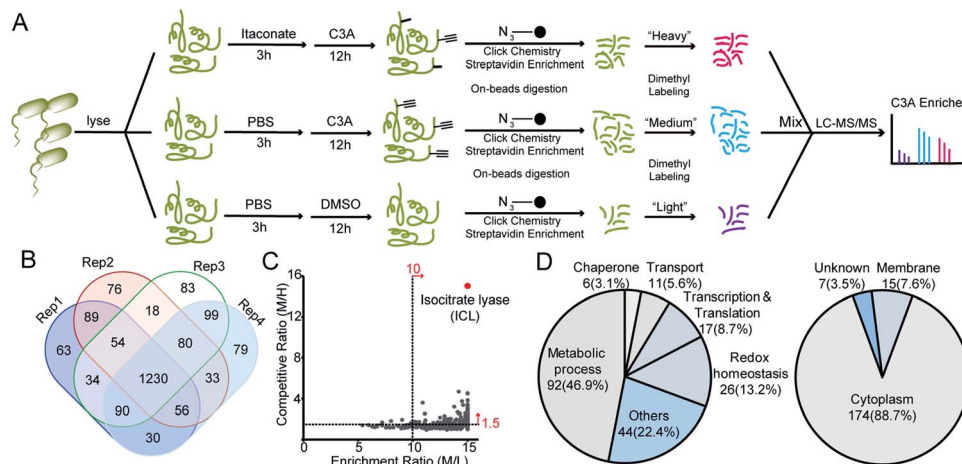 A
Itaconate C3A
3h 12h
N3
Click Chemistry
Streptavidin Enrichment
On-beads digestion
"Heavy"
Dimethyl
Labeling
lyse
PBS C3A
3h 12h
N3
Click Chemistry
Streptavidin Enrichment
On-beads digestion
"Medium"
Dimethyl
Labeling
Mix
LC-MS/MS
C3A Enriche
PBS DMSO
3h 12h
N3
Click Chemistry
Streptavidin Enrichment
"Light"
B
Rep1
Rep2
Rep3
Rep4
76 83
89 18 99
63 54 80 79
34 1230 33
90 56
30
C
Competitive Ratio (M/H)
16
12
8
4
0
0 5 10 15
Enrichment Ratio (M/L)
10
Isocitrate lyase
(ICL)
1.5
D
Chaperone
6(3.1%)
Transport
11(5.6%)
Transcription &
Translation
17(8.7%)
Redox
homeostasis
26(13.2%)
Others
44(22.4%)
Metabolic
process
92(46.9%)
Unknown
7(3.5%)
Membrane
15(7.6%)
Cytoplasm
174(88.7%)